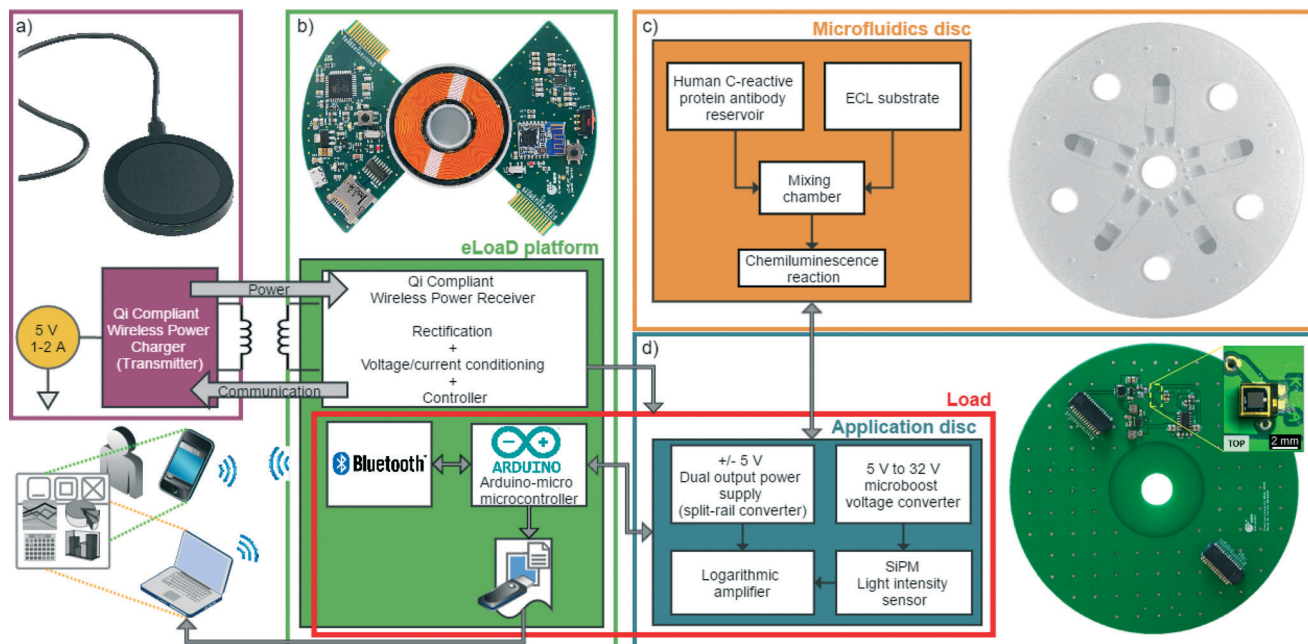 a)
Qi Compliant
Wireless Power
Charger
(Transmitter)
5 V
1-2 A
Power
Communication
b)
eLoaD platform
Qi Compliant
Wireless Power Receiver
Rectification
+
Voltage/current conditioning
+
Controller
Load
Bluetooth™
ARDUINO
Arduino-micro
microcontroller
c)
Microfluidics disc
Human C-reactive
protein antibody
reservoir
ECL substrate
Mixing
chamber
Chemiluminescence
reaction
d)
Application disc
+/- 5 V
Dual output power
supply
(split-rail converter)
5 V to 32 V
microboost
voltage converter
Logarithmic
amplifier
SiPM
Light intensity
sensor
TOP
2 mm